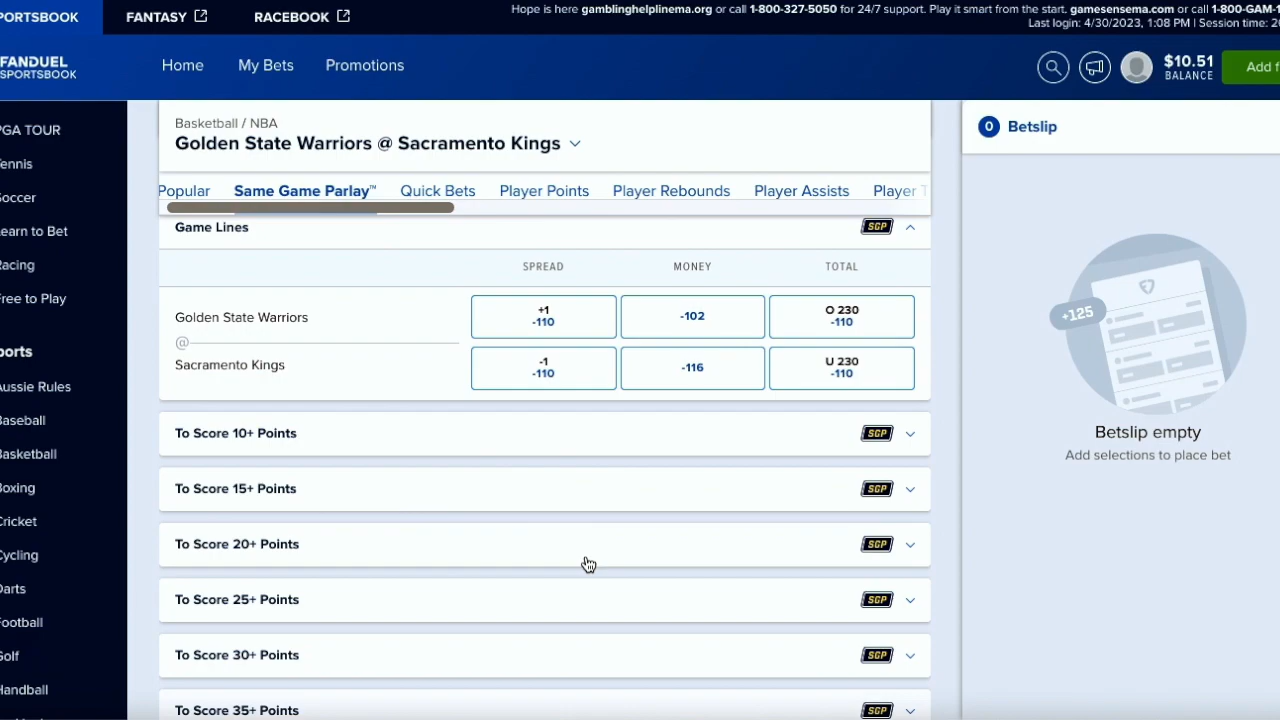 PORTSBOOK
FANTASY
RACEBOOK
Hope is here gamblinghelplinema.org or call 1-800-327-5050 for 24/7 support. Play it smart from the start. gamesensema.com or call 1-800-GAM-1
Last login: 4/30/2023, 1:08 PM | Session time: 2
FANDUEL
SPORTSBOOK
Home
My Bets
Promotions
$10.51
BALANCE
Add f
PGA TOUR
Tennis
Soccer
Learn to Bet
Racing
Free to Play
ports
Aussie Rules
Baseball
Basketball
Boxing
Cricket
Cycling
Darts
Football
Golf
Handball
Basketball / NBA
Golden State Warriors @ Sacramento Kings
Popular
Same Game Parlay™
Quick Bets
Player Points
Player Rebounds
Player Assists
Player T
Game Lines
SGP
SPREAD
MONEY
TOTAL
Golden State Warriors
+1
-110
-102
O 230
-110
@
Sacramento Kings
-1
-110
-116
U 230
-110
To Score 10+ Points
SGP
To Score 15+ Points
SGP
To Score 20+ Points
SGP
To Score 25+ Points
SGP
To Score 30+ Points
SGP
To Score 35+ Points
SGP
0 Betslip
+125
Betslip empty
Add selections to place bet